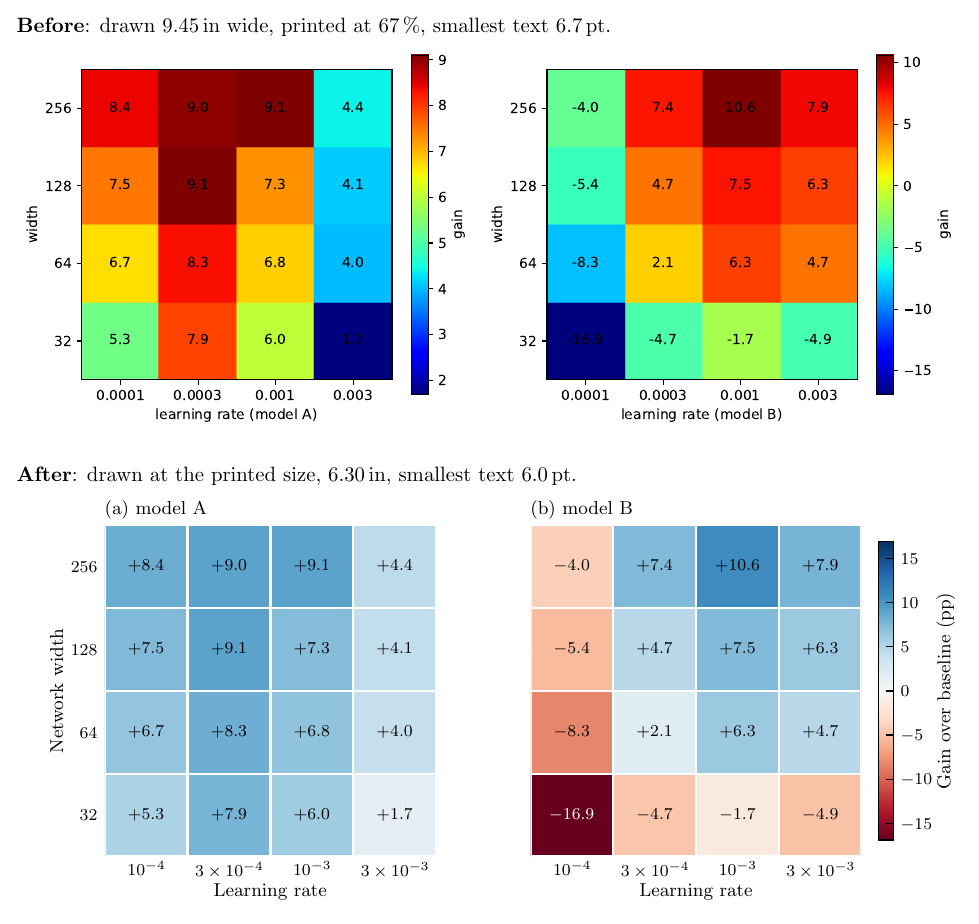 Before: drawn 9.45 in wide, printed at 67 %, smallest text 6.7 pt.
256 8.4 9.0 9.1 4.4
128 7.5 9.1 7.3 4.1
64 6.7 8.3 6.8 4.0
32 5.3 7.9 6.0 1.7
0.0001 0.0003 0.001 0.003
learning rate (model A)
width
9
8
7
6
5
4
3
2
gain
256 -4.0 7.4 10.6 7.9
128 -5.4 4.7 7.5 6.3
64 -8.3 2.1 6.3 4.7
32 -16.9 -4.7 -1.7 -4.9
0.0001 0.0003 0.001 0.003
learning rate (model B)
width
10
5
0
−5
−10
−15
gain
After: drawn at the printed size, 6.30 in, smallest text 6.0 pt.
(a) model A
256 +8.4 +9.0 +9.1 +4.4
128 +7.5 +9.1 +7.3 +4.1
64 +6.7 +8.3 +6.8 +4.0
32 +5.3 +7.9 +6.0 +1.7
10⁻⁴ 3 × 10⁻⁴ 10⁻³ 3 × 10⁻³
Learning rate
Network width
(b) model B
−4.0 +7.4 +10.6 +7.9
−5.4 +4.7 +7.5 +6.3
−8.3 +2.1 +6.3 +4.7
−16.9 −4.7 −1.7 −4.9
10⁻⁴ 3 × 10⁻⁴ 10⁻³ 3 × 10⁻³
Learning rate
15
10
5
0
−5
−10
−15
Gain over baseline (pp)